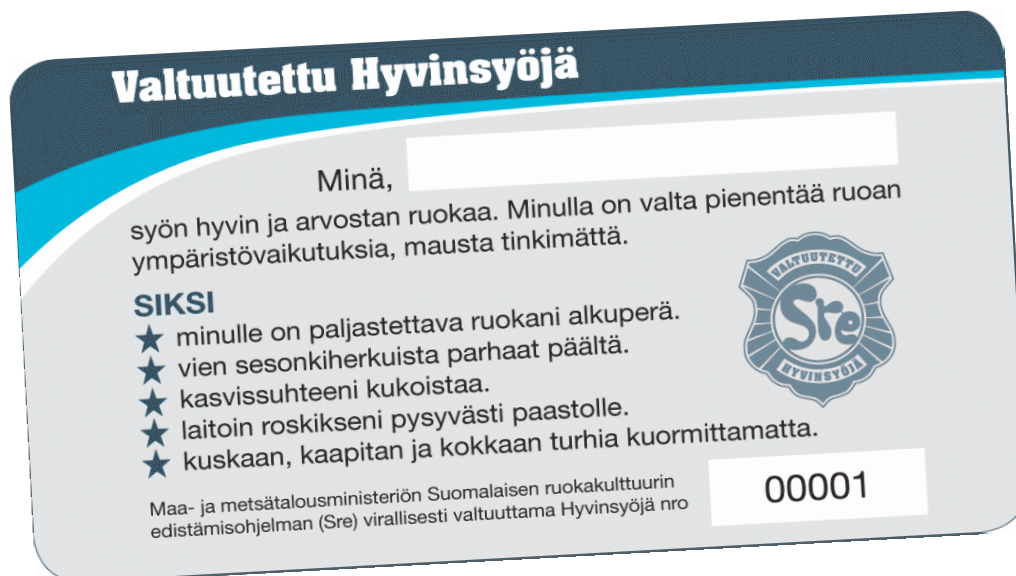 Valtuutettu Hyvinsyöjä
Minä,
syön hyvin ja arvostan ruokaa. Minulla on valta pienentää ruoan
ympäristövaikutuksia, mausta tinkimättä.
SIKSI
minulle on paljastettava ruokani alkuperä.
vien sesonkiherkuista parhaat päältä.
kasvissuhteeni kukoistaa.
laitoin roskikseni pysyvästi paastolle.
kuskaan, kaapitan ja kokkaan turhia kuormittamatta.
VALTUUTETTU
Sre
HYVINSYÖJÄ
Maa- ja metsätalousministeriön Suomalaisen ruokakulttuurin
edistämisohjelman (Sre) virallisesti valtuuttama Hyvinsyöjä nro
00001